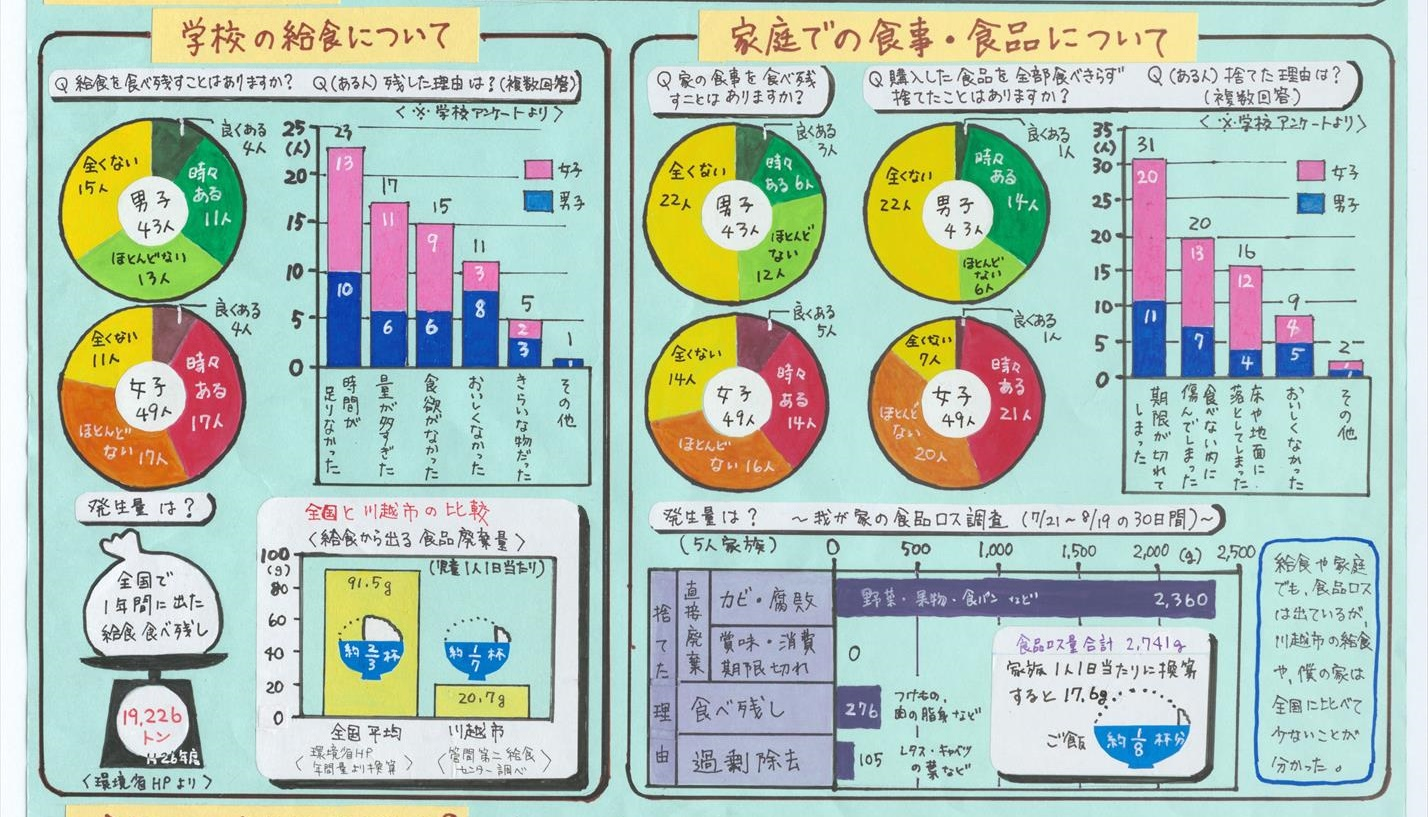 学校の給食について
Q 給食を食べ残すことはありますか?
Q(ある人)残した理由は?(複数回答)
〈※学校アンケートより〉
良くある
4人
時々
ある
11人
ほとんどない
13人
全くない
15人
男子
43人
良くある
4人
時々
ある
17人
ほとんど
ない17人
全くない
11人
女子
49人
25
(人)
20
15
10
5
0
女子
男子
23
13
10
17
11
6
15
9
6
11
3
8
5
2
3
1
時間が
足りなかった
量が多すぎた
食欲がなかった
おいしくなかった
きらいな物だった
その他
発生量は?
全国で
1年間に出た
給食食べ残し
19,226
トン
H26年度
〈環境省HPより〉
全国と川越市の比較
〈給食から出る食品廃棄量〉
(児童1人1日当たり)
100
(g)
80
60
40
20
0
91.5g
約2/3杯
約1/7杯
20.7g
全国平均
〈環境省HP
年間量より換算〉
川越市
〈菅間第二給食
センター調べ〉
家庭での食事・食品について
Q 家の食事を食べ残
すことはありますか?
良くある
3人
時々
ある6人
ほとんど
ない
12人
全くない
22人
男子
43人
良くある
5人
時々
ある
14人
ほとんど
ない16人
全くない
14人
女子
49人
Q 購入した食品を全部食べきらず
捨てたことはありますか?
良くある
1人
時々
ある
14人
ほとんど
ない
6人
全くない
22人
男子
43人
良くある
1人
時々
ある
21人
ほとんど
ない
20人
全くない
7人
女子
49人
Q(ある人)捨てた理由は?
(複数回答)
〈※学校アンケートより〉
35
(人)
30
25
20
15
10
5
0
女子
男子
31
20
11
20
13
7
16
12
4
9
4
5
2
1
期限が切れて
しまった
食べない内に
傷んでしまった
床や地面に
落としてしまった
おいしくなかった
その他
発生量は? ～我が家の食品ロス調査(7/21～8/19の30日間)～
(5人家族)
0 500 1,000 1,500 2,000 (g) 2,500
捨てた理由
直接廃棄
カビ・腐敗
野菜・果物・食パンなど 2,360
賞味・消費
期限切れ
0
食べ残し
276
つけもの,
肉の脂身など
過剰除去
105
レタス・キャベツ
の葉など
食品ロス量合計 2,741g
家族1人1日当たりに換算
すると17.6g
ご飯
約1/8杯分
給食や家庭
でも,食品ロス
は出ているが,
川越市の給食
や,僕の家は
全国に比べて
少ないことが
分かった。